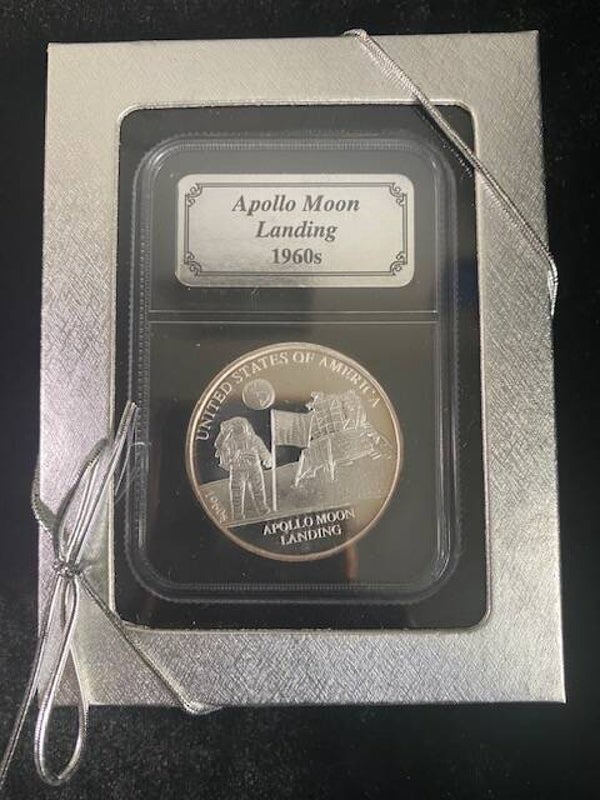 Apollo Moon
Landing
1960s
UNITED STATES OF AMERICA
APOLLO MOON
LANDING